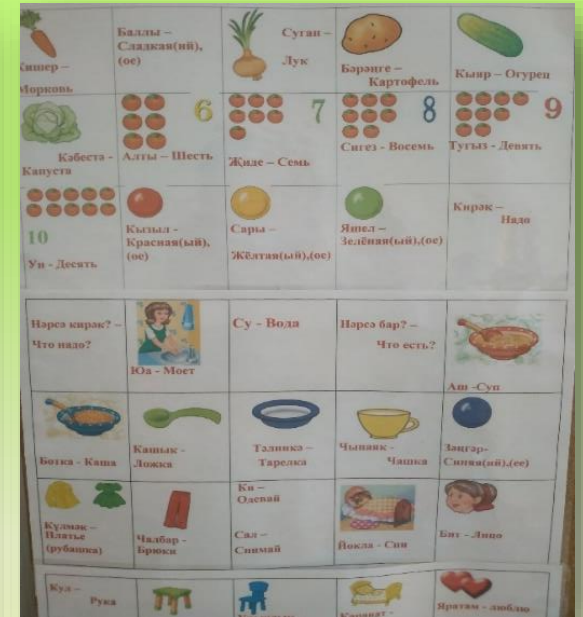 Кишер –
Морковь
Баллы –
Сладкая(ий),
(ое)
Суган –
Лук
Бәрәңге –
Картофель
Кыяр – Огурец
Кәбестә -
Капуста
6
Алты – Шесть
7
Җиде – Семь
8
Сигез - Восемь
9
Тугыз - Девять
10
Ун - Десять
Кызыл -
Красная(ый),
(ое)
Сары –
Жёлтая(ый),(ое)
Яшел –
Зелёная(ый),(ое)
Кирәк –
Надо
Нәрсә кирәк? –
Что надо?
Юа - Моет
Су - Вода
Нәрсә бар? –
Что есть?
Аш -Суп
Ботка - Каша
Кашык -
Ложка
Тәлинкә –
Тарелка
Чынаяк -
Чашка
Зәңгәр-
Синяя(ий),(ее)
Күлмәк –
Платье
(рубашка)
Чалбар -
Брюки
Ки –
Одевай
Сал –
Снимай
Йокла - Спи
Бит - Лицо
Кул –
Рука
Карават -
Яратам - люблю